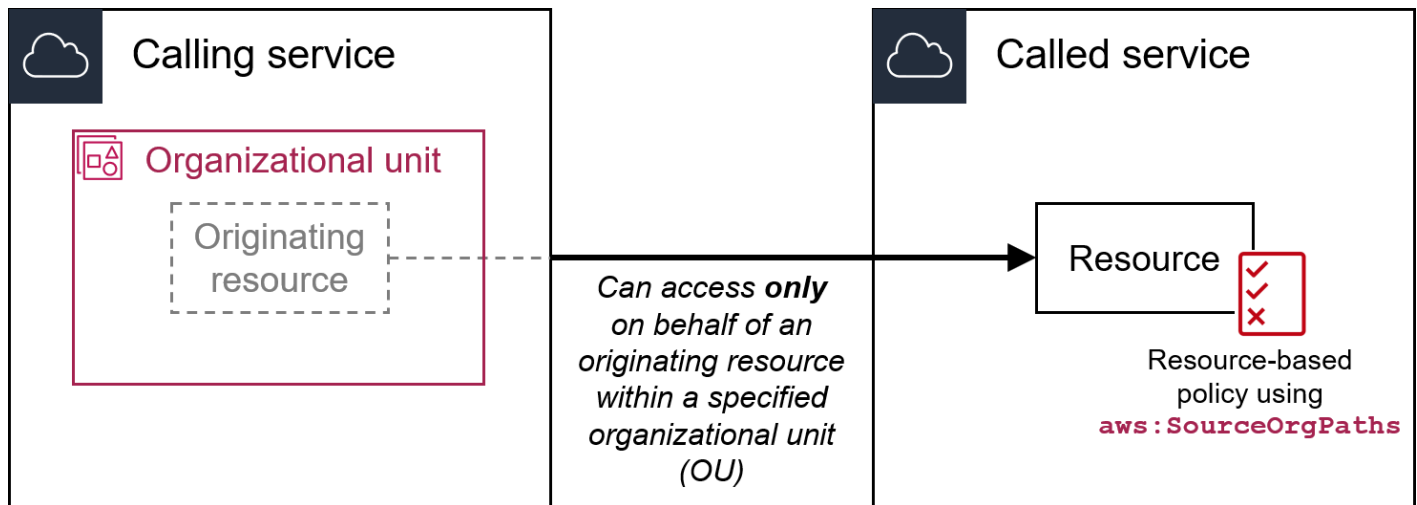 Calling service
Organizational unit
Originating
resource
Can access only
on behalf of an
originating resource
within a specified
organizational unit
(OU)
Called service
Resource
Resource-based
policy using
aws:SourceOrgPaths